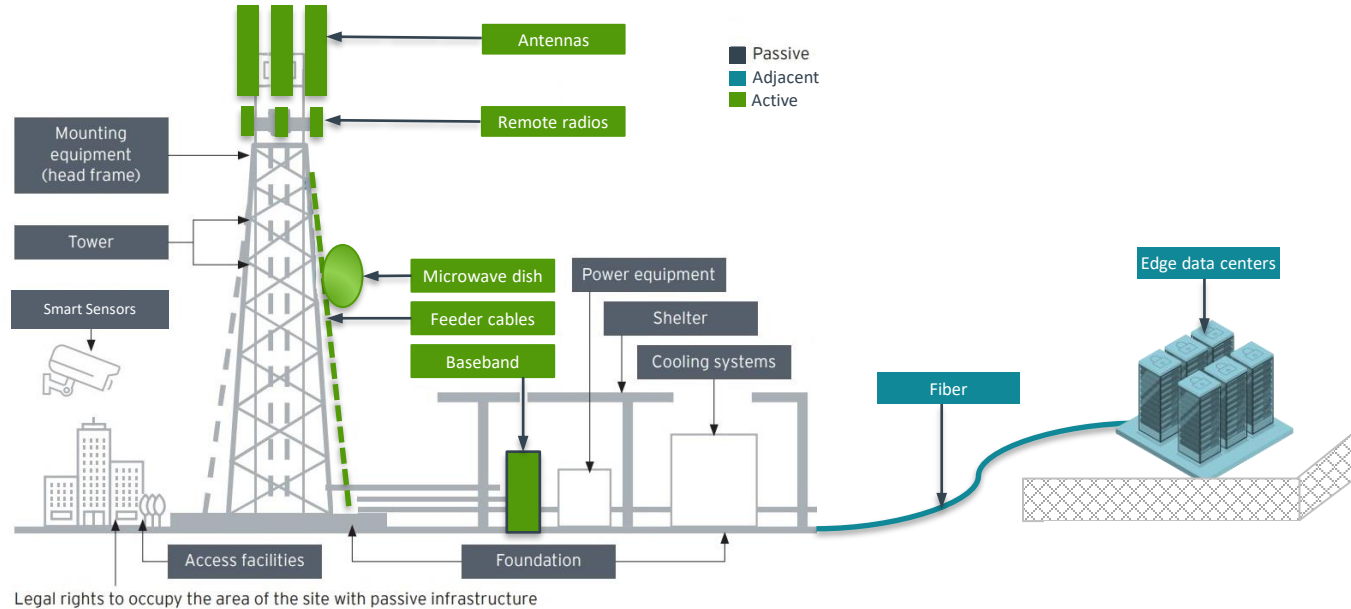 Antennas
Passive
Adjacent
Active
Remote radios
Mounting
equipment
(head frame)
Tower
Microwave dish
Power equipment
Edge data centers
Smart Sensors
Feeder cables
Shelter
Baseband
Cooling systems
Fiber
Access facilities
Foundation
Legal rights to occupy the area of the site with passive infrastructure